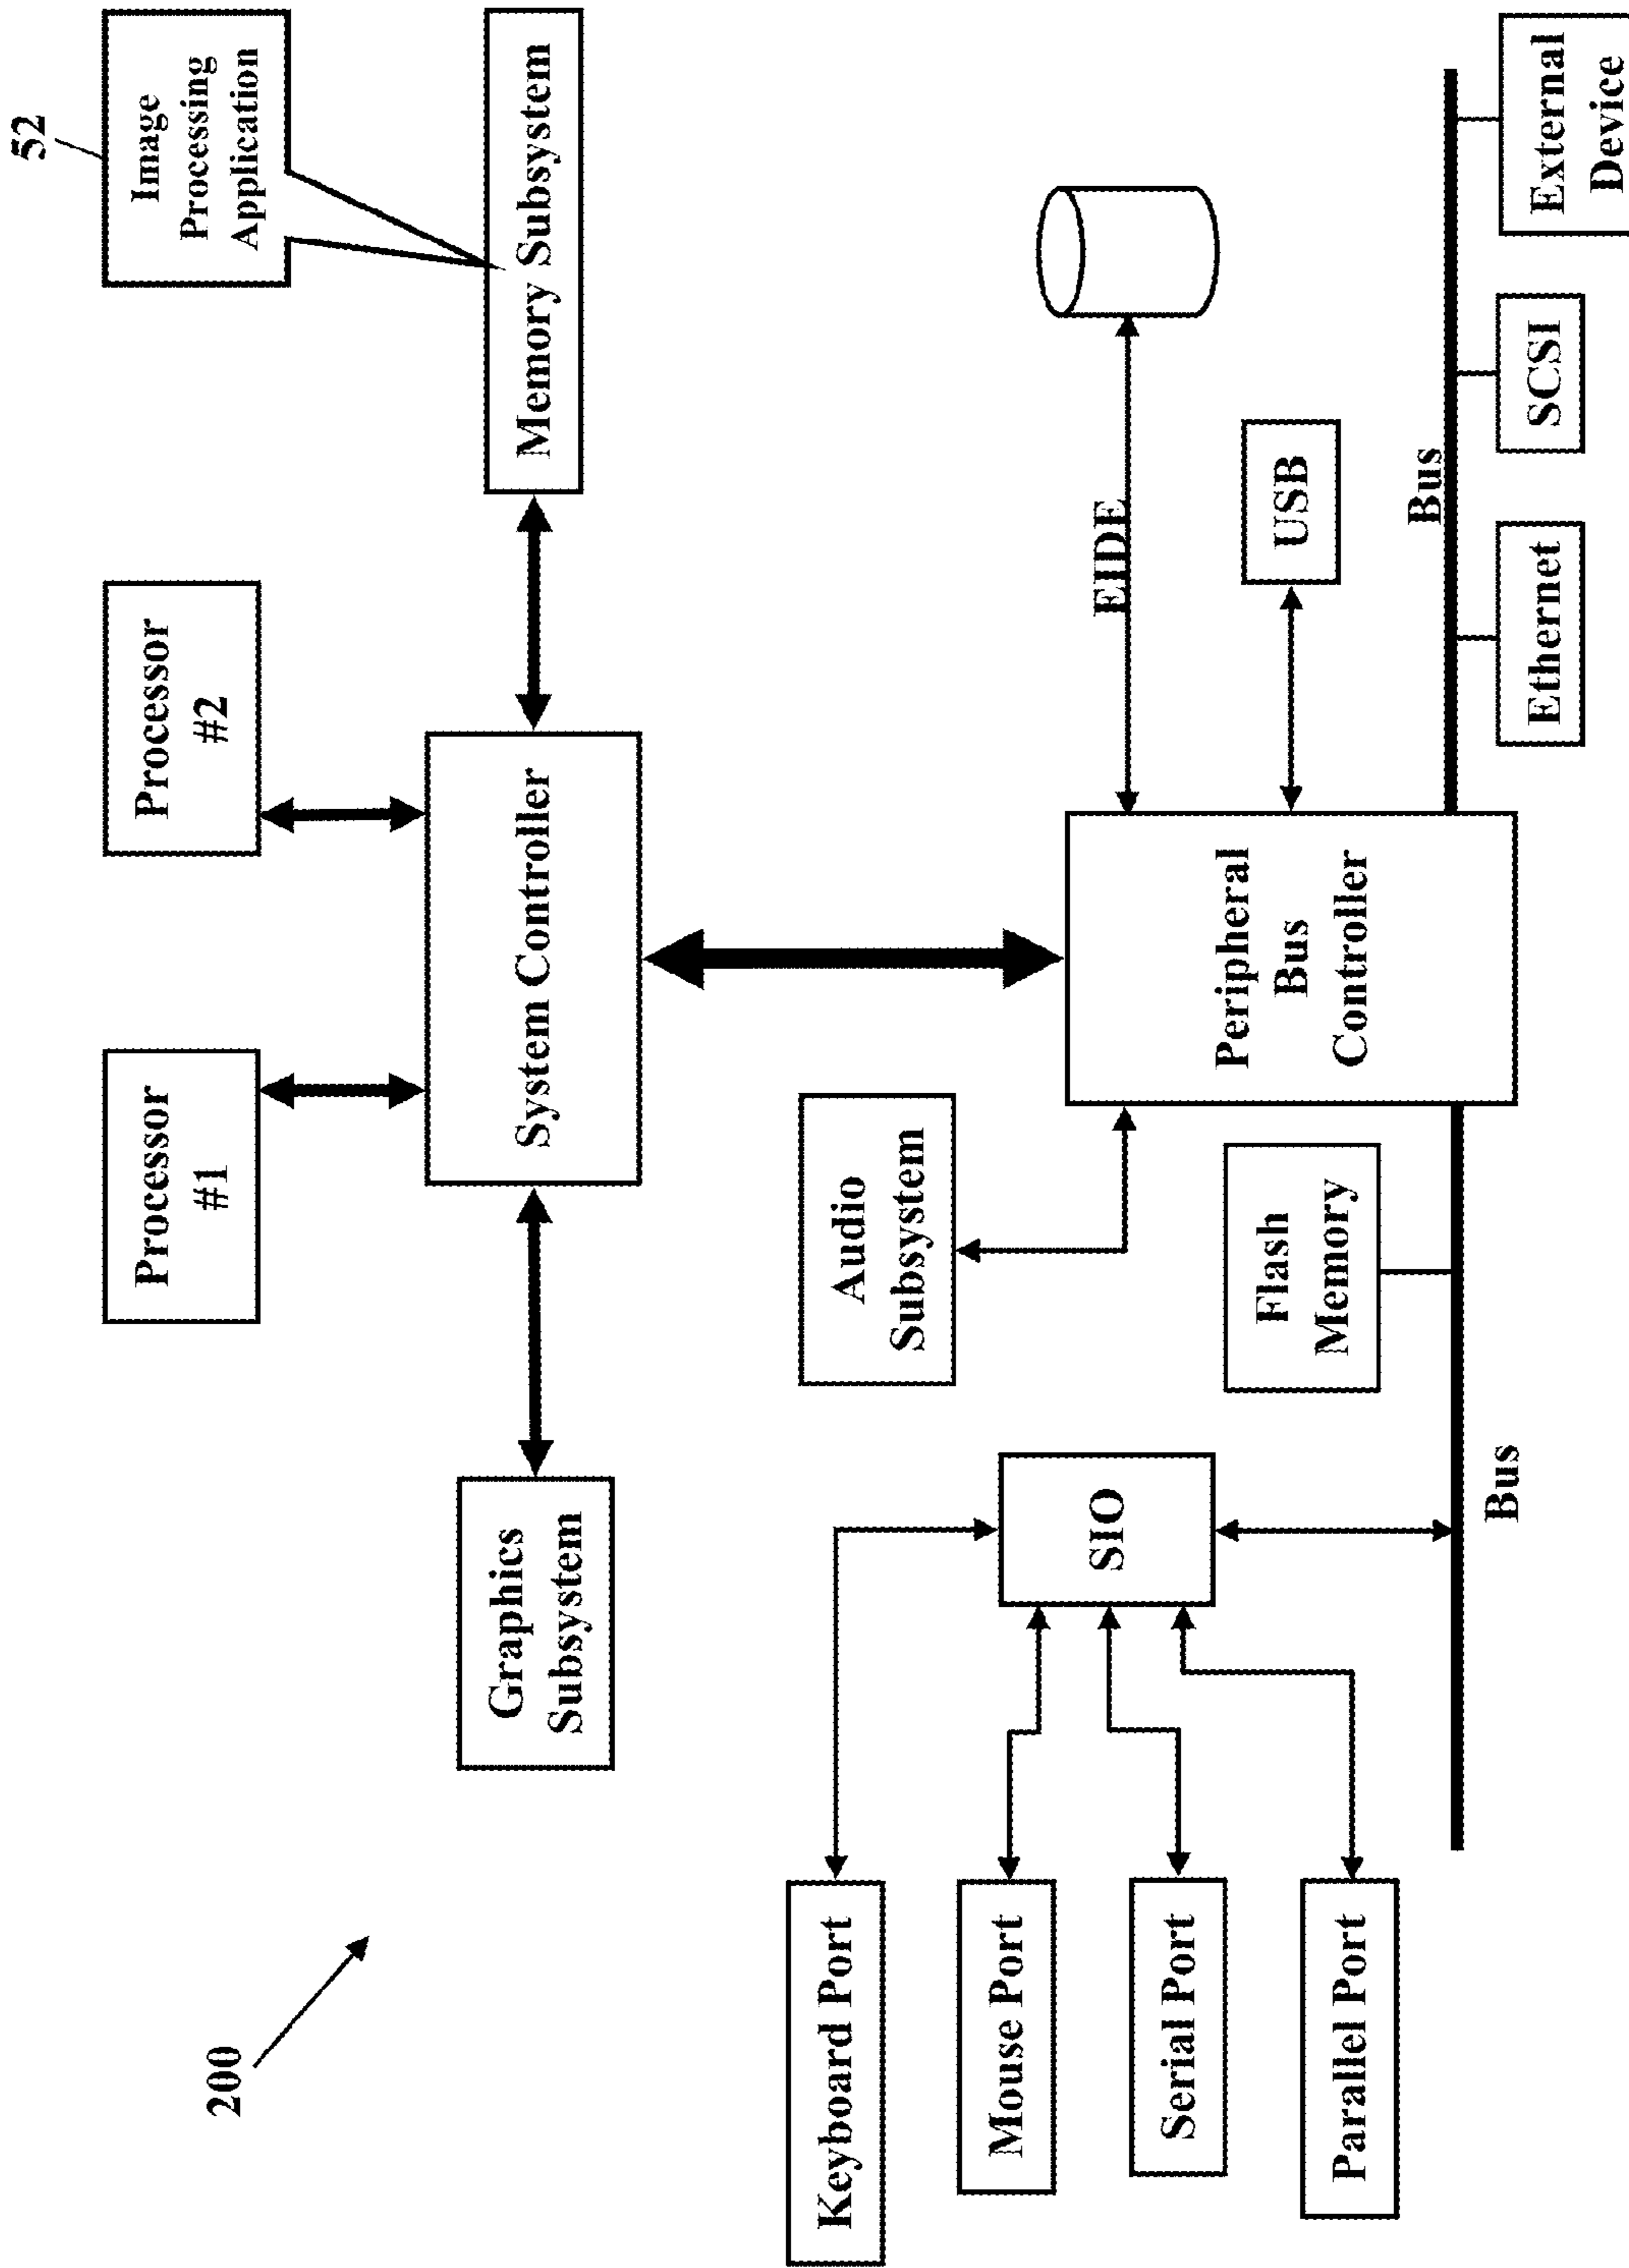 200
52
Image
Processing
Application
Processor
#1
Processor
#2
Graphics
Subsystem
System Controller
Memory Subsystem
Keyboard Port
Mouse Port
Serial Port
Parallel Port
SIO
Audio
Subsystem
Flash
Memory
Bus
Peripheral
Bus
Controller
EIDE
USB
Bus
Ethernet
SCSI
External
Device